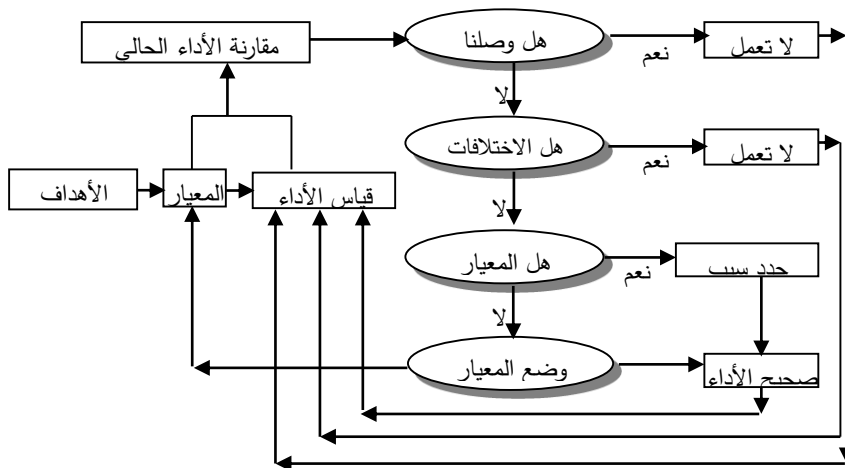 مقارنة الأداء الحالي
هل وصلنا
نعم
لا تعمل
لا
هل الاختلافات
نعم
لا تعمل
الأهداف
المعيار
قياس الأداء
لا
هل المعيار
نعم
حدد سبب
لا
وضع المعيار
صحيح الأداء